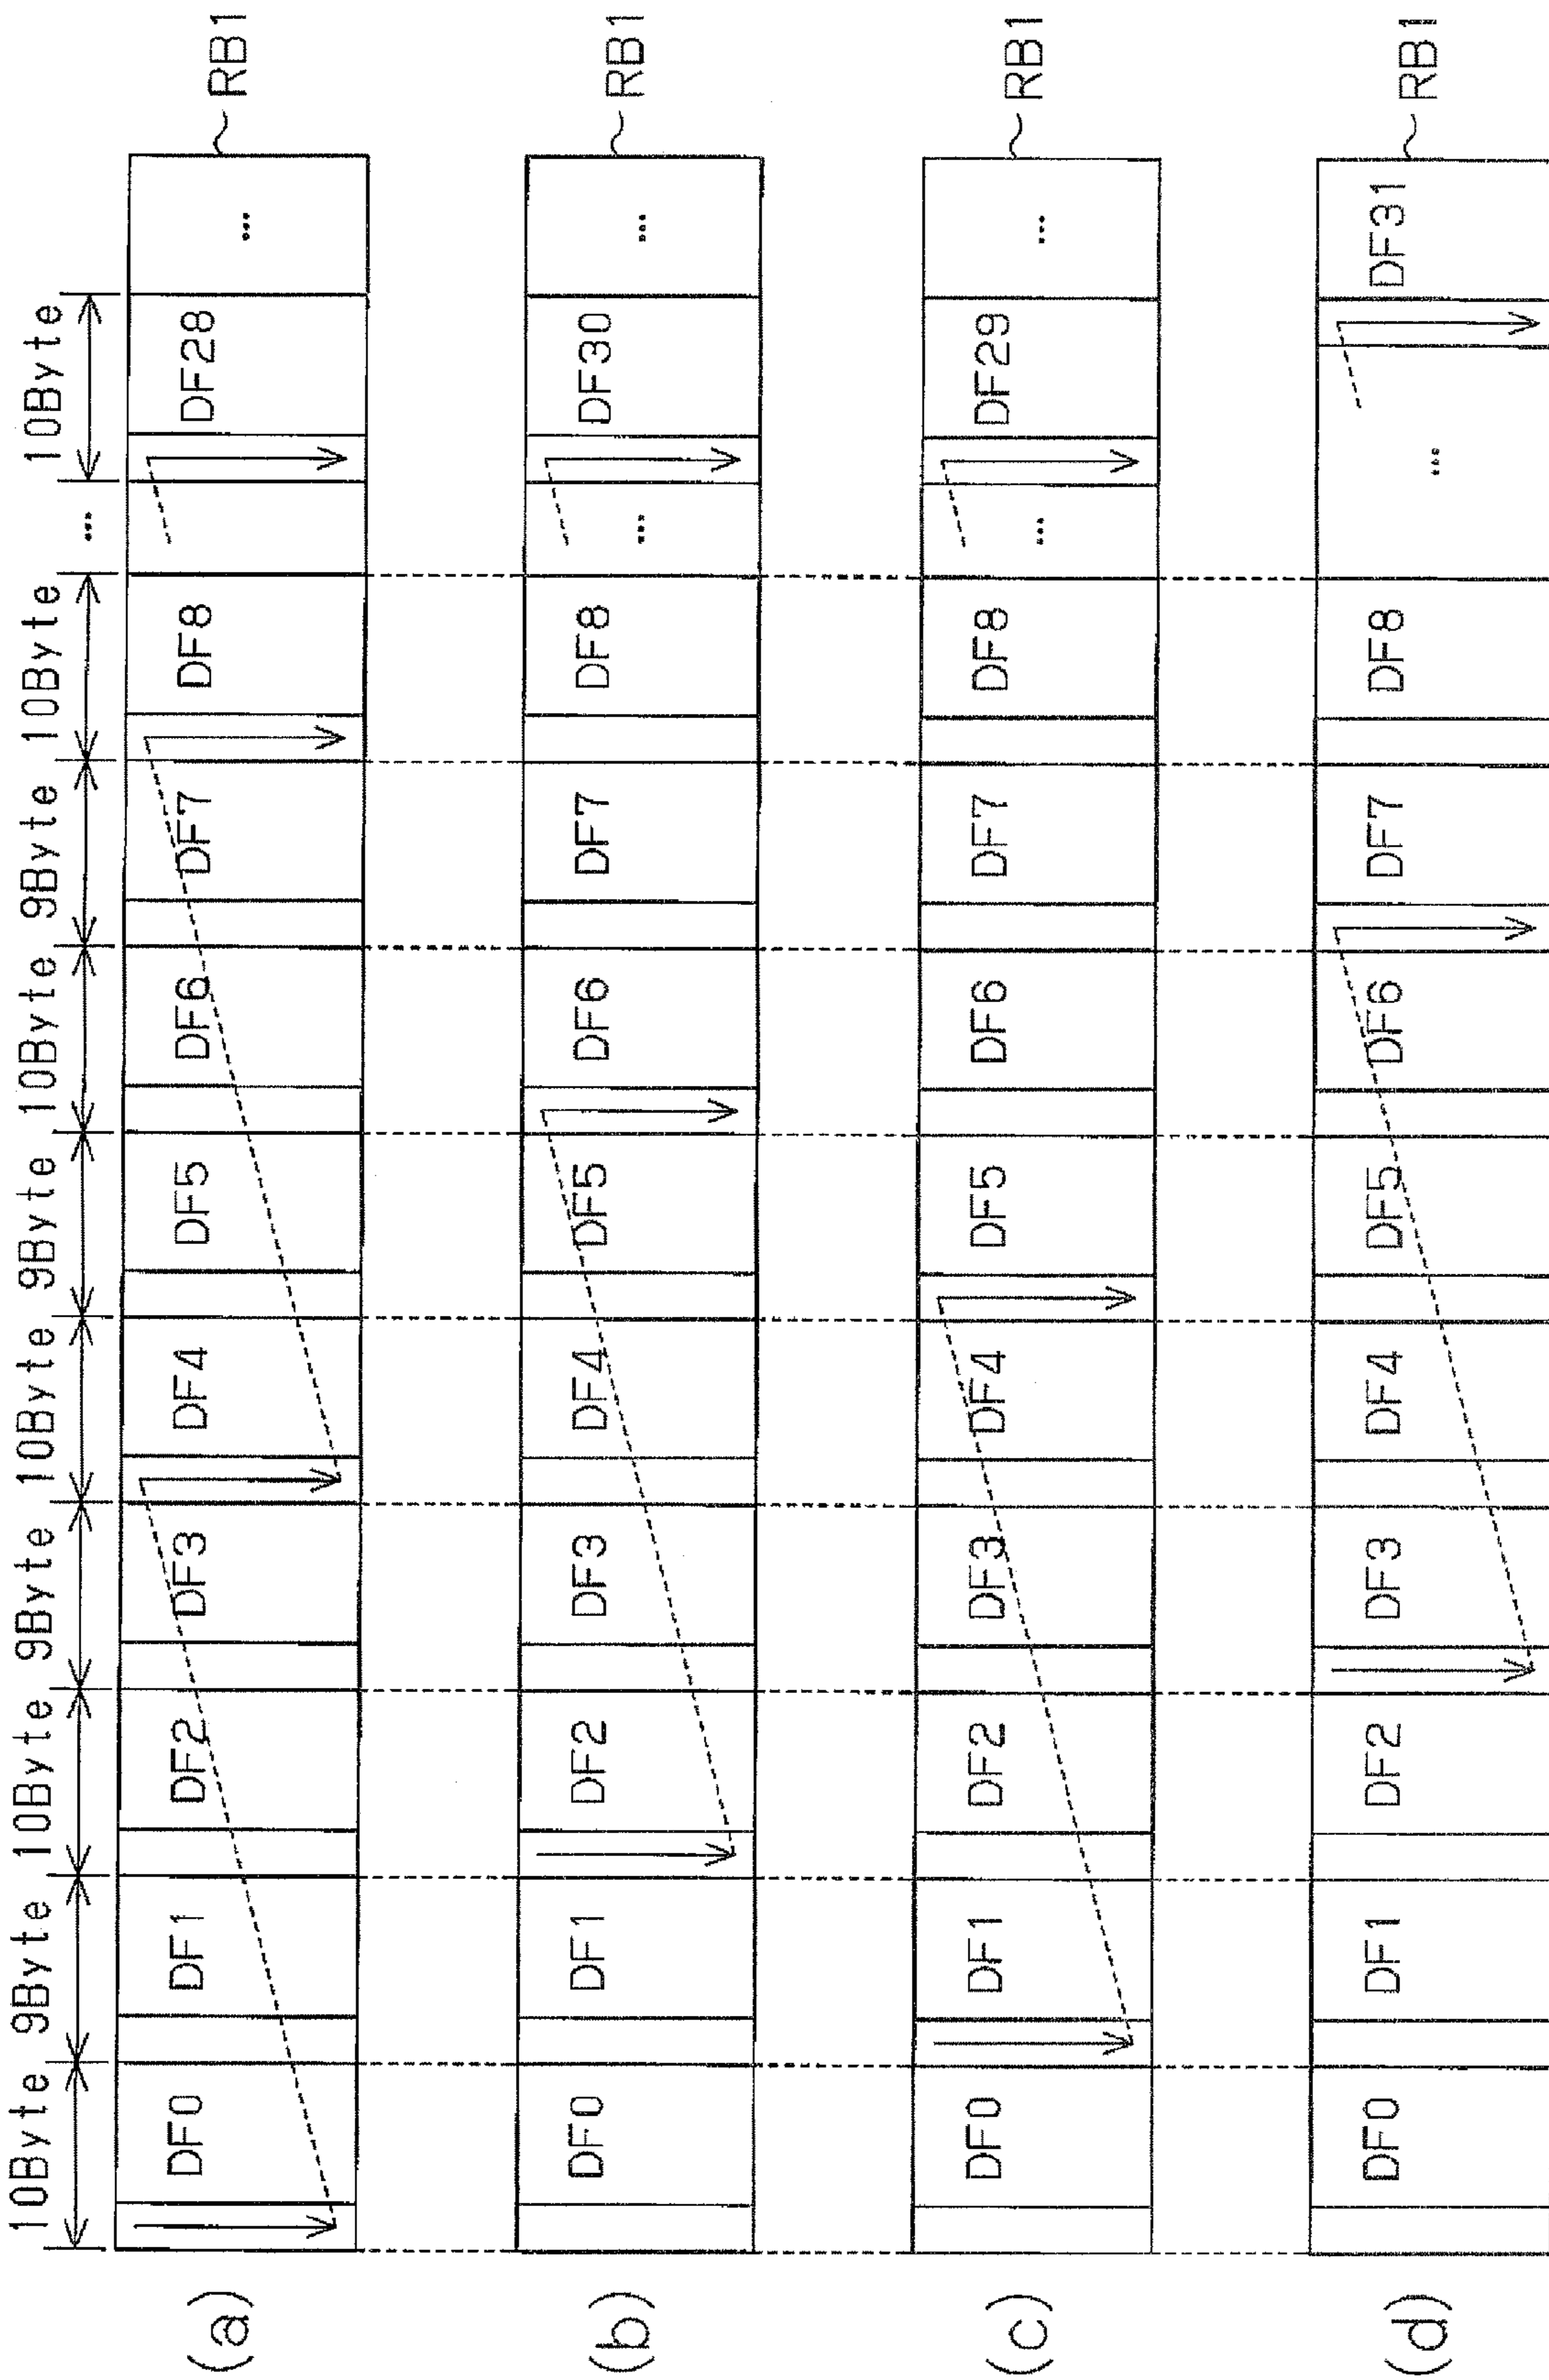 10Byte 9Byte 10Byte 9Byte 10Byte 9Byte 10Byte 9Byte 10Byte ... 10Byte
(a) DF0 DF1 DF2 DF3 DF4 DF5 DF6 DF7 DF8 DF28 ... RB1
(b) DF0 DF1 DF2 DF3 DF4 DF5 DF6 DF7 DF8 ... DF30 ... RB1
(c) DF0 DF1 DF2 DF3 DF4 DF5 DF6 DF7 DF8 ... DF29 ... RB1
(d) DF0 DF1 DF2 DF3 DF4 DF5 DF6 DF7 DF8 ... DF31 RB1